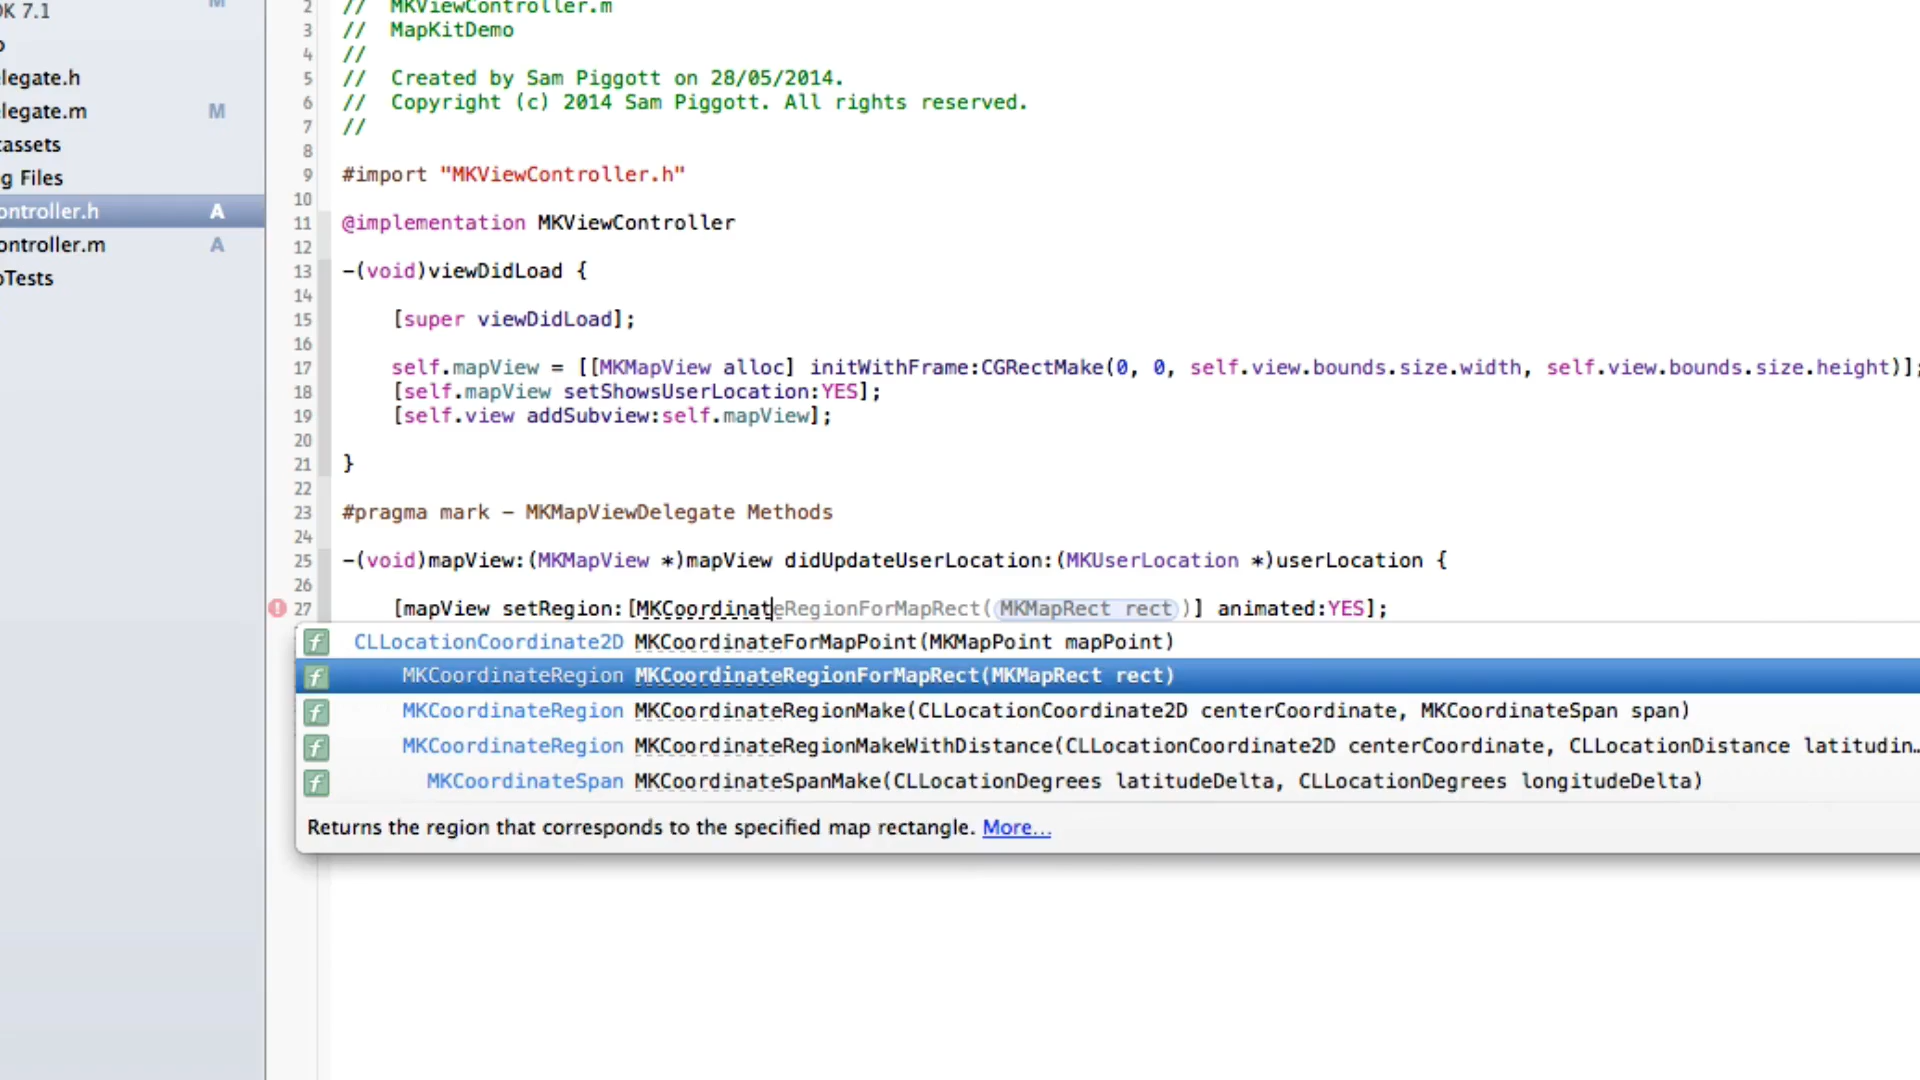 DK 7.1
M
elegate.h
elegate.m M
assets
g Files
ontroller.h A
ontroller.m A
Tests
2 // MKViewController.m
3 // MapKitDemo
4 //
5 // Created by Sam Piggott on 28/05/2014.
6 // Copyright (c) 2014 Sam Piggott. All rights reserved.
7 //
8
9 #import "MKViewController.h"
10
11 @implementation MKViewController
12
13 -(void)viewDidLoad {
14
15 [super viewDidLoad];
16
17 self.mapView = [[MKMapView alloc] initWithFrame:CGRectMake(0, 0, self.view.bounds.size.width, self.view.bounds.size.height)];
18 [self.mapView setShowsUserLocation:YES];
19 [self.view addSubview:self.mapView];
20
21 }
22
23 #pragma mark - MKMapViewDelegate Methods
24
25 -(void)mapView:(MKMapView *)mapView didUpdateUserLocation:(MKUserLocation *)userLocation {
26
27 [mapView setRegion:[MKCoordinateRegionForMapRect(MKMapRect rect)] animated:YES];
f CLLocationCoordinate2D MKCoordinateForMapPoint(MKMapPoint mapPoint)
f MKCoordinateRegion MKCoordinateRegionForMapRect(MKMapRect rect)
f MKCoordinateRegion MKCoordinateRegionMake(CLLocationCoordinate2D centerCoordinate, MKCoordinateSpan span)
f MKCoordinateRegion MKCoordinateRegionMakeWithDistance(CLLocationCoordinate2D centerCoordinate, CLLocationDistance latitudin…
f MKCoordinateSpan MKCoordinateSpanMake(CLLocationDegrees latitudeDelta, CLLocationDegrees longitudeDelta)
Returns the region that corresponds to the specified map rectangle. More...